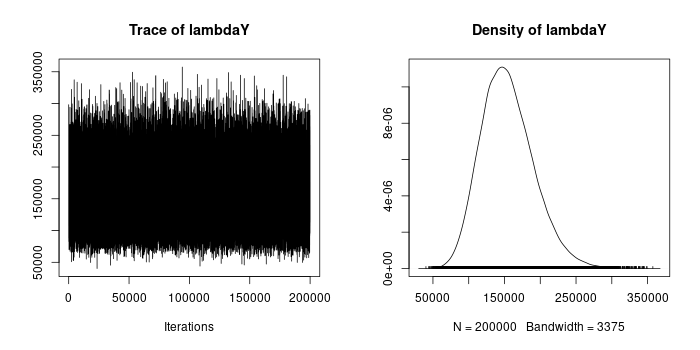 Trace of lambdaY
350000
250000
150000
50000
0
50000
100000
150000
200000
Iterations
Density of lambdaY
8e-06
4e-06
0e+00
50000
150000
250000
350000
N = 200000 Bandwidth = 3375